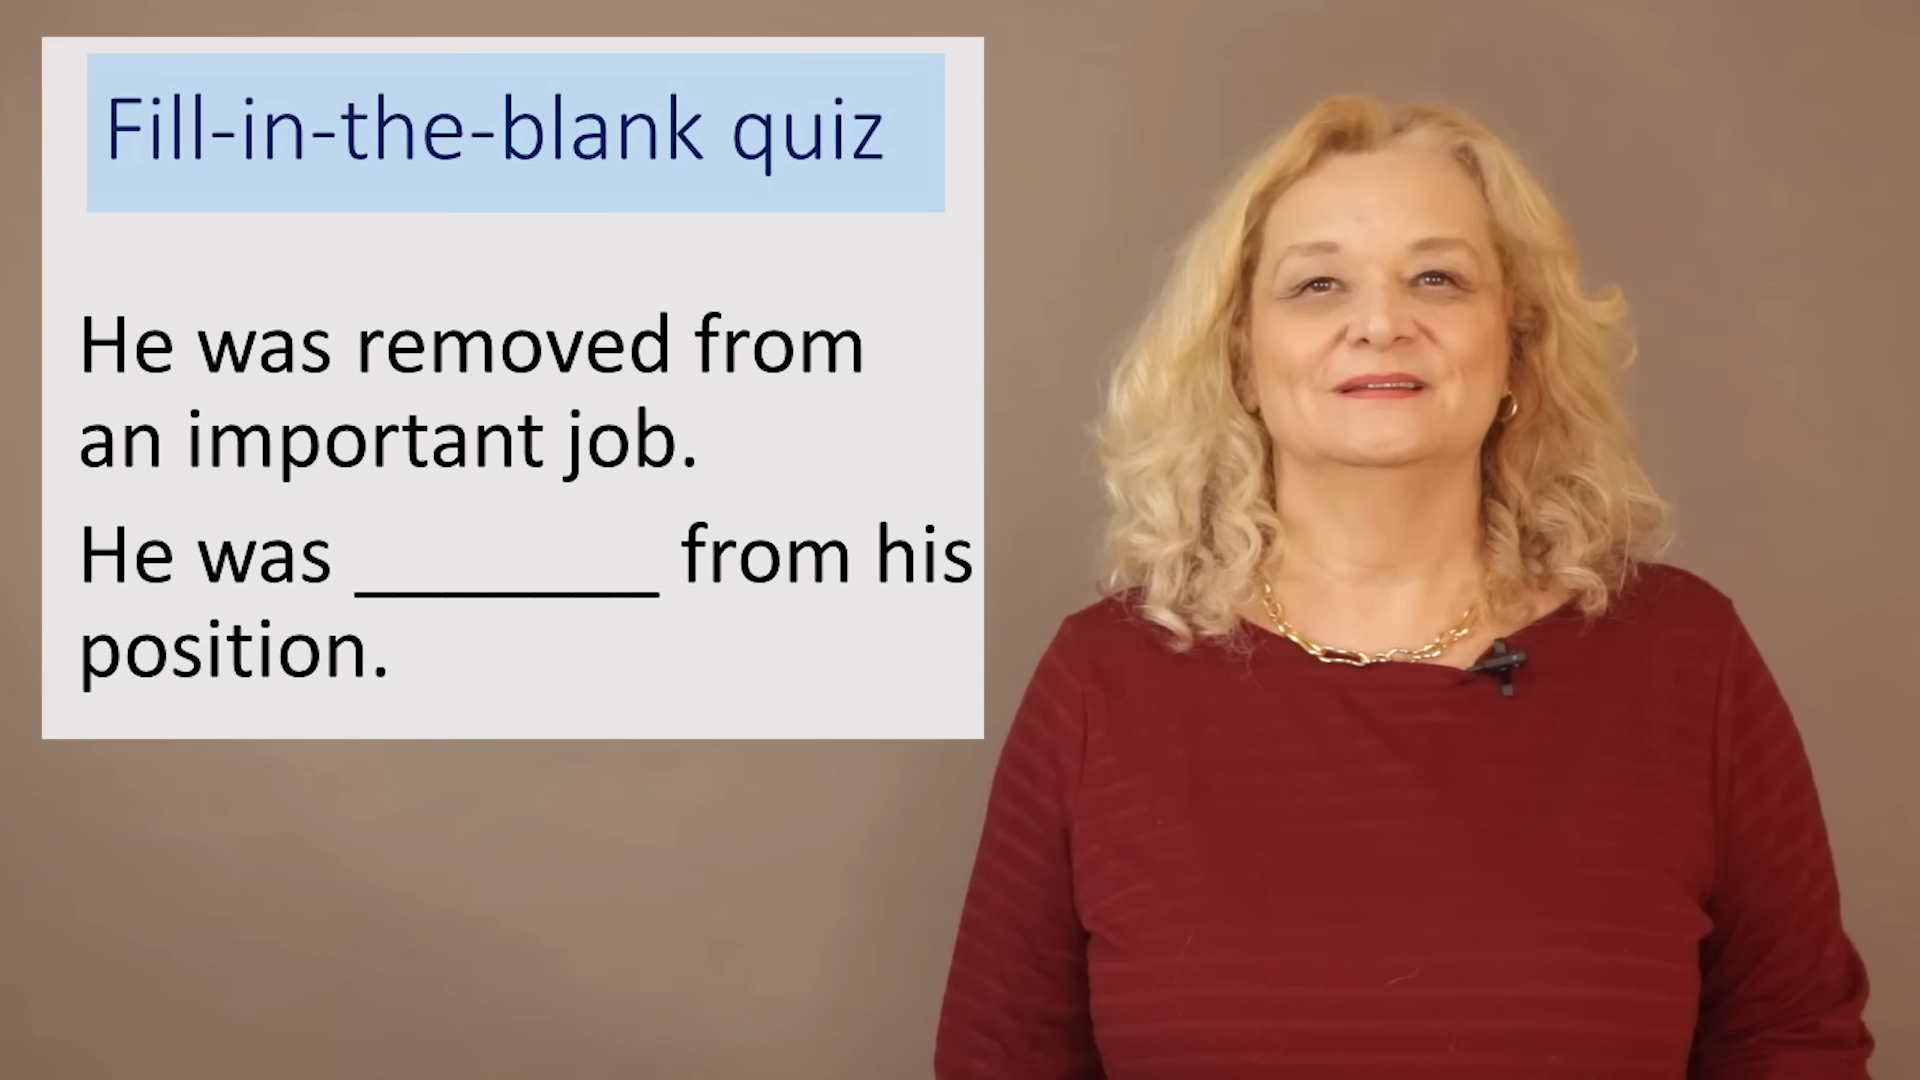 Fill-in-the-blank quiz
He was removed from
an important job.
He was ________ from his
position.